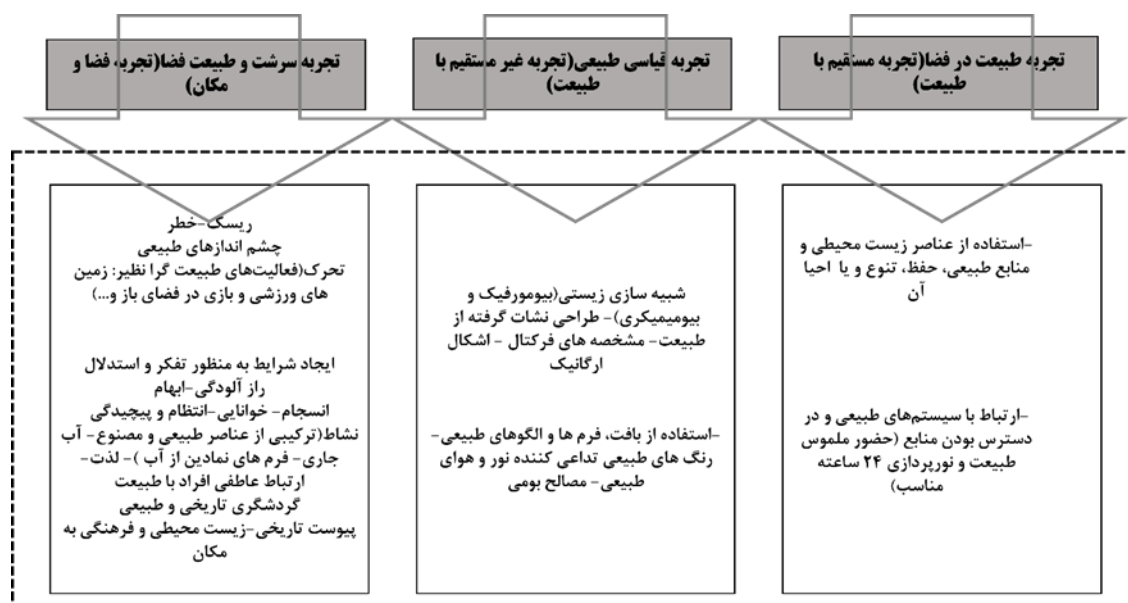 تجربه طبیعت در فضا(تجربه مستقیم با
طبیعت)
تجربه قیاسی طبیعی(تجربه غیر مستقیم با
طبیعت)
تجربه سرشت و طبیعت فضا(تجربه فضا و
مکان)
-استفاده از عناصر زیست محیطی و
منابع طبیعی، حفظ، تنوع و یا احیا
آن
-ارتباط با سیستم‌های طبیعی و در
دسترس بودن منابع (حضور ملموس
طبیعت و نورپردازی ۲۴ ساعته
مناسب)
شبیه سازی زیستی(بیومورفیک و
بیومیمیکری)- طراحی نشات گرفته از
طبیعت- مشخصه های فرکتال - اشکال
ارگانیک
-استفاده از بافت، فرم ها و الگوهای طبیعی-
رنگ های طبیعی تداعی کننده نور و هوای
طبیعی- مصالح بومی
ریسک-خطر
چشم اندازهای طبیعی
تحرک(فعالیت‌های طبیعت گرا نظیر: زمین
های ورزشی و بازی در فضای باز و...)
ایجاد شرایط به منظور تفکر و استدلال
راز آلودگی-ابهام
انسجام- خوانایی-انتظام و پیچیدگی
نشاط(ترکیبی از عناصر طبیعی و مصنوع- آب
جاری- فرم های نمادین از آب )- لذت-
ارتباط عاطفی افراد با طبیعت
گردشگری تاریخی و طبیعی
پیوست تاریخی-زیست محیطی و فرهنگی به
مکان